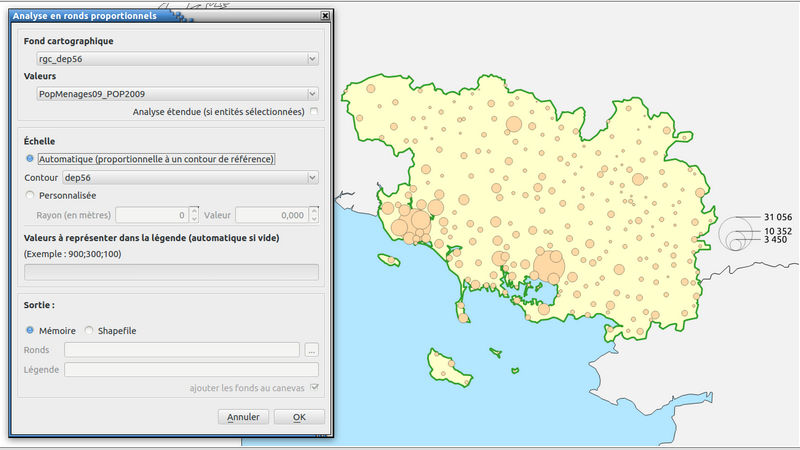 Analyse en ronds proportionnels
Fond cartographique
rgc_dep56
Valeurs
PopMenages09_POP2009
Analyse étendue (si entités sélectionnées)
Échelle
Automatique (proportionnelle à un contour de référence)
Contour dep56
Personnalisée
Rayon (en mètres) 0 Valeur 0,000
Valeurs à représenter dans la légende (automatique si vide)
(Exemple : 900;300;100)
Sortie :
Mémoire Shapefile
Ronds ...
Légende
ajouter les fonds au canevas
Annuler OK
31 056
10 352
3 450